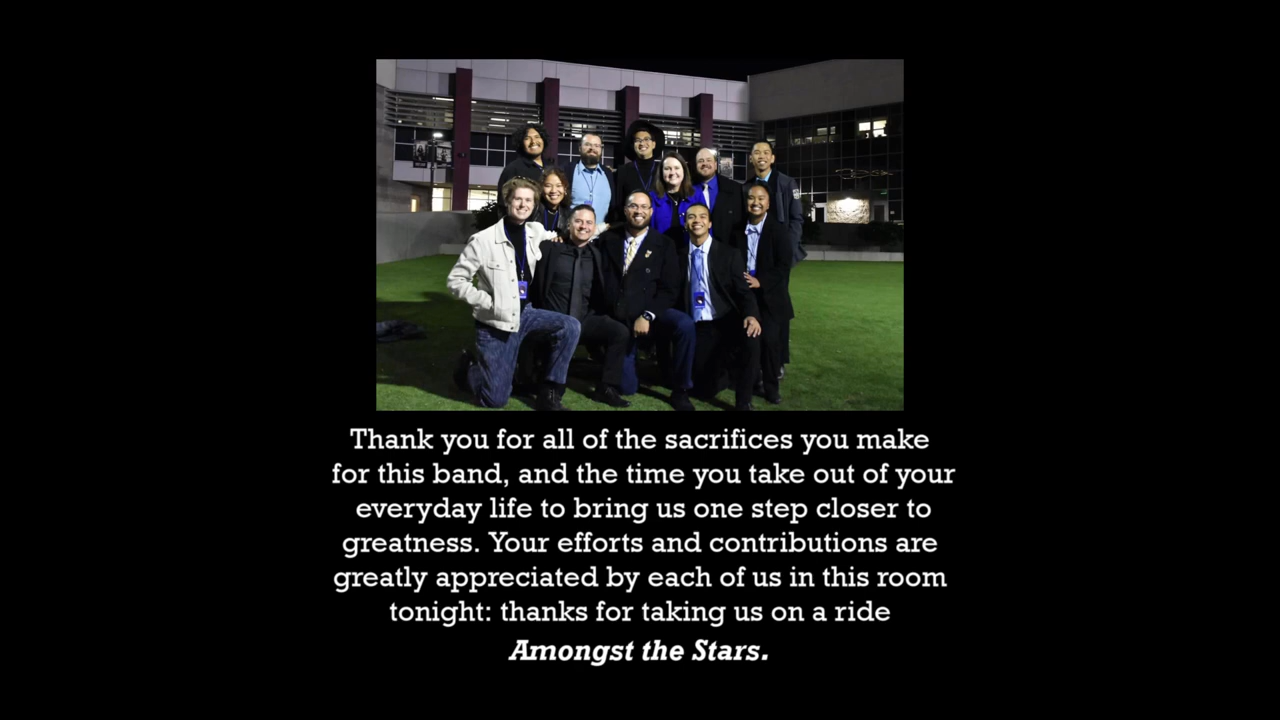 Thank you for all of the sacrifices you make
for this band, and the time you take out of your
everyday life to bring us one step closer to
greatness. Your efforts and contributions are
greatly appreciated by each of us in this room
tonight: thanks for taking us on a ride
Amongst the Stars.